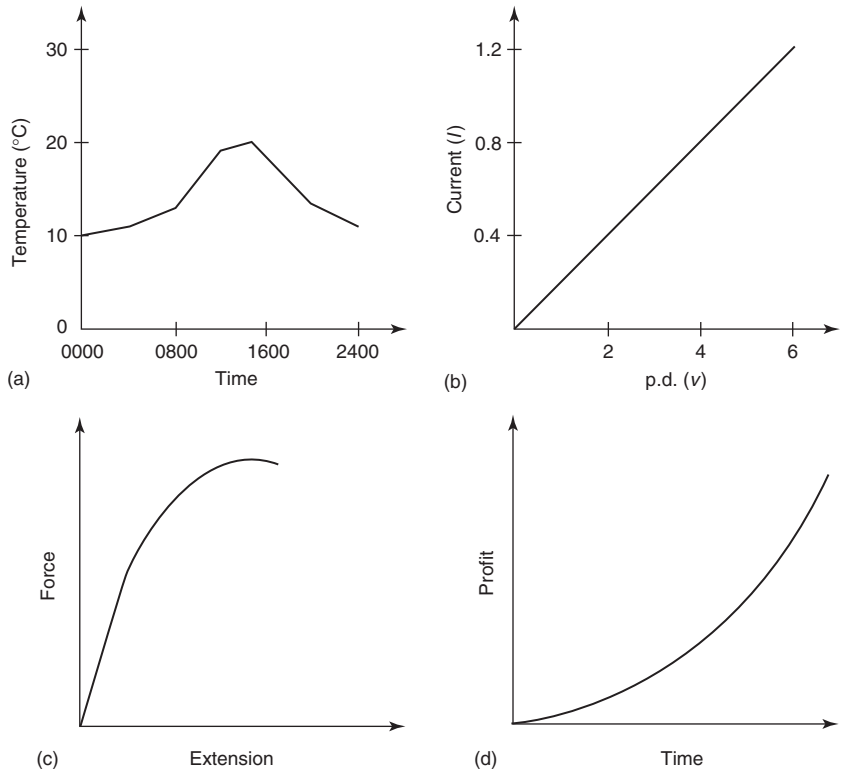 30
20
10
0
Temperature (°C)
0000 0800 1600 2400
Time
(a)
1.2
0.8
0.4
Current (I)
2 4 6
p.d. (v)
(b)
Force
(c)
Extension
Profit
(d)
Time